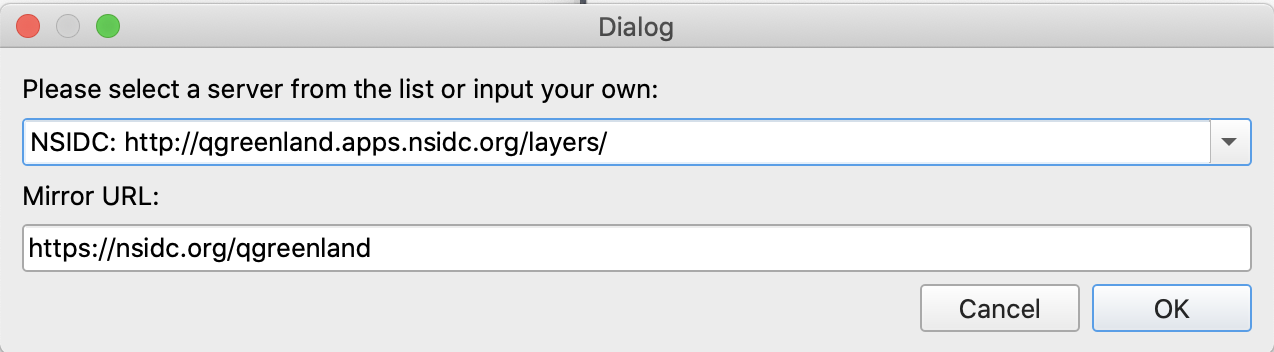 Dialog
Please select a server from the list or input your own:
NSIDC: http://qgreenland.apps.nsidc.org/layers/
Mirror URL:
https://nsidc.org/qgreenland
Cancel OK